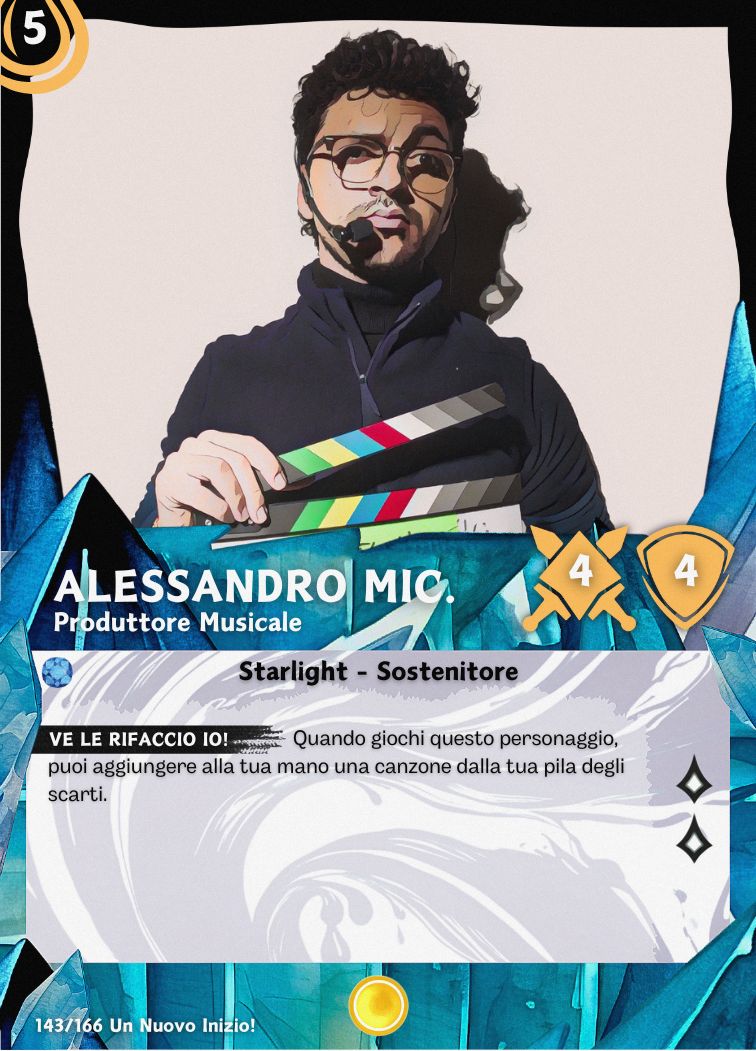 5
ALESSANDRO MIC.
Produttore Musicale
4
4
Starlight - Sostenitore
VE LE RIFACCIO IO! Quando giochi questo personaggio,
puoi aggiungere alla tua mano una canzone dalla tua pila degli
scarti.
143/166 Un Nuovo Inizio!